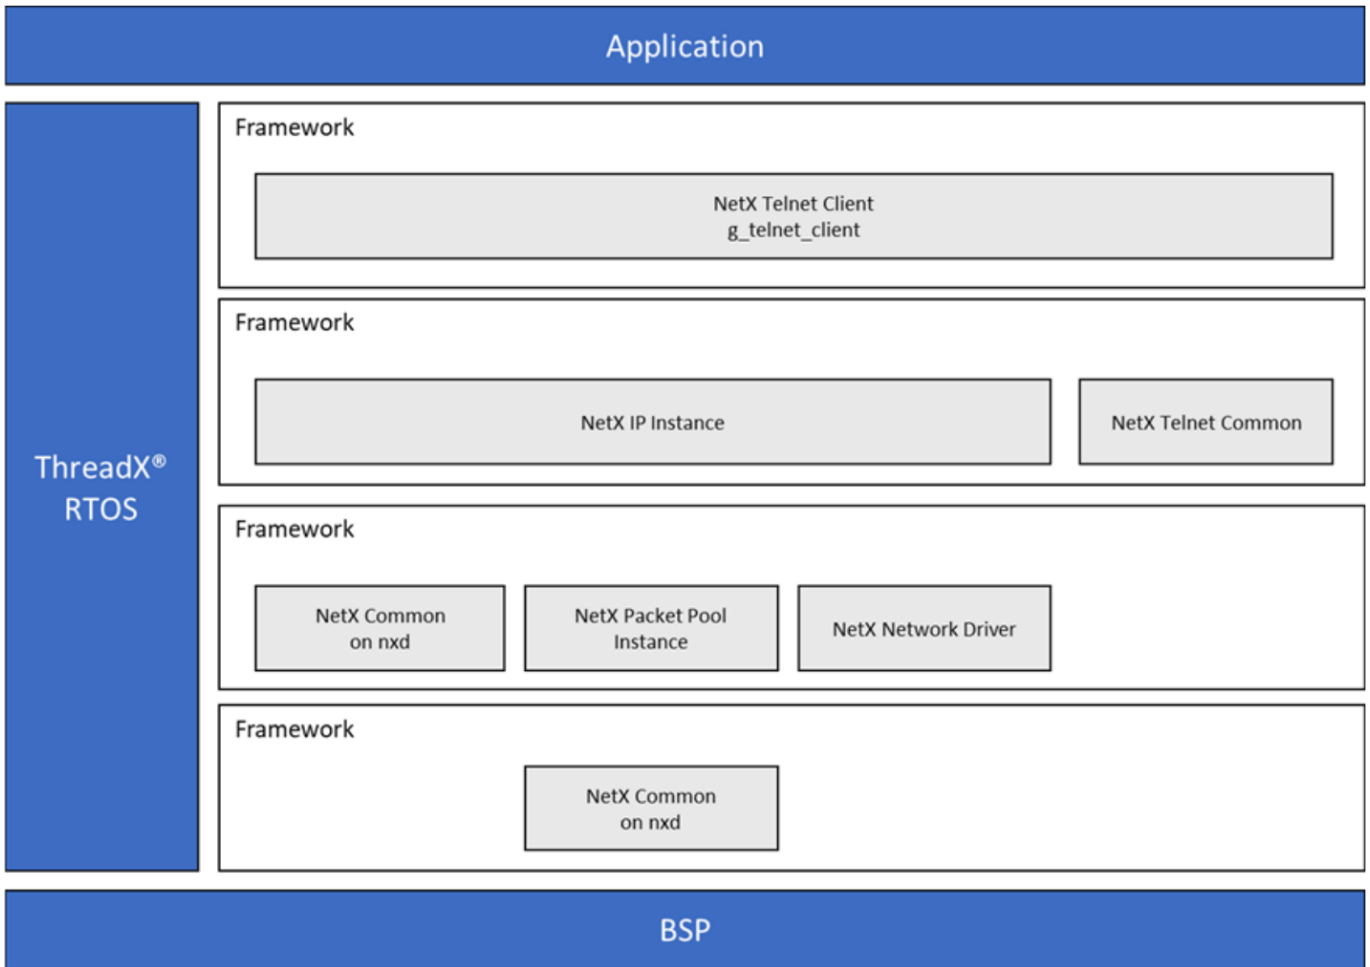 Application
ThreadX®
RTOS
Framework
NetX Telnet Client
g_telnet_client
Framework
NetX IP Instance
NetX Telnet Common
Framework
NetX Common
on nxd
NetX Packet Pool
Instance
NetX Network Driver
Framework
NetX Common
on nxd
BSP